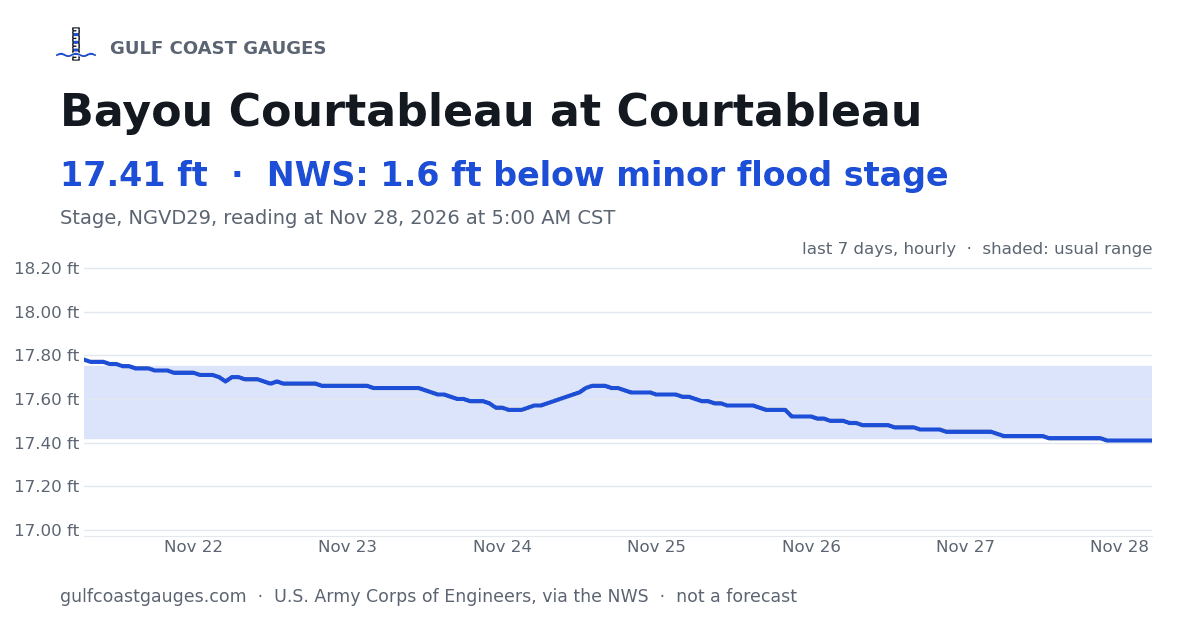 GULF COAST GAUGES
Bayou Courtableau at Courtableau
17.41 ft · NWS: 1.6 ft below minor flood stage
Stage, NGVD29, reading at Nov 28, 2026 at 5:00 AM CST
last 7 days, hourly · shaded: usual range
18.20 ft
18.00 ft
17.80 ft
17.60 ft
17.40 ft
17.20 ft
17.00 ft
Nov 22 Nov 23 Nov 24 Nov 25 Nov 26 Nov 27 Nov 28
gulfcoastgauges.com · U.S. Army Corps of Engineers, via the NWS · not a forecast